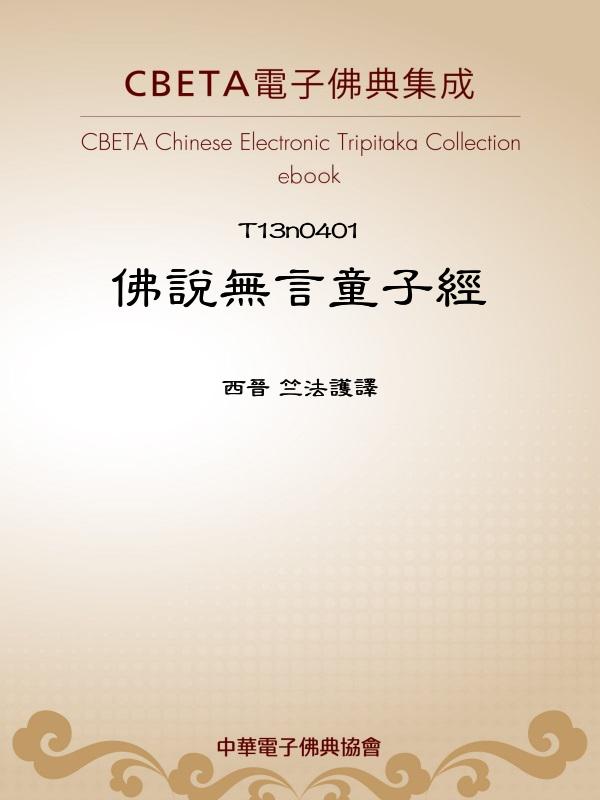 CBETA電子佛典集成
CBETA Chinese Electronic Tripitaka Collection
ebook
T13n0401
佛說無言童子經
西晉 竺法護譯
中華電子佛典協會